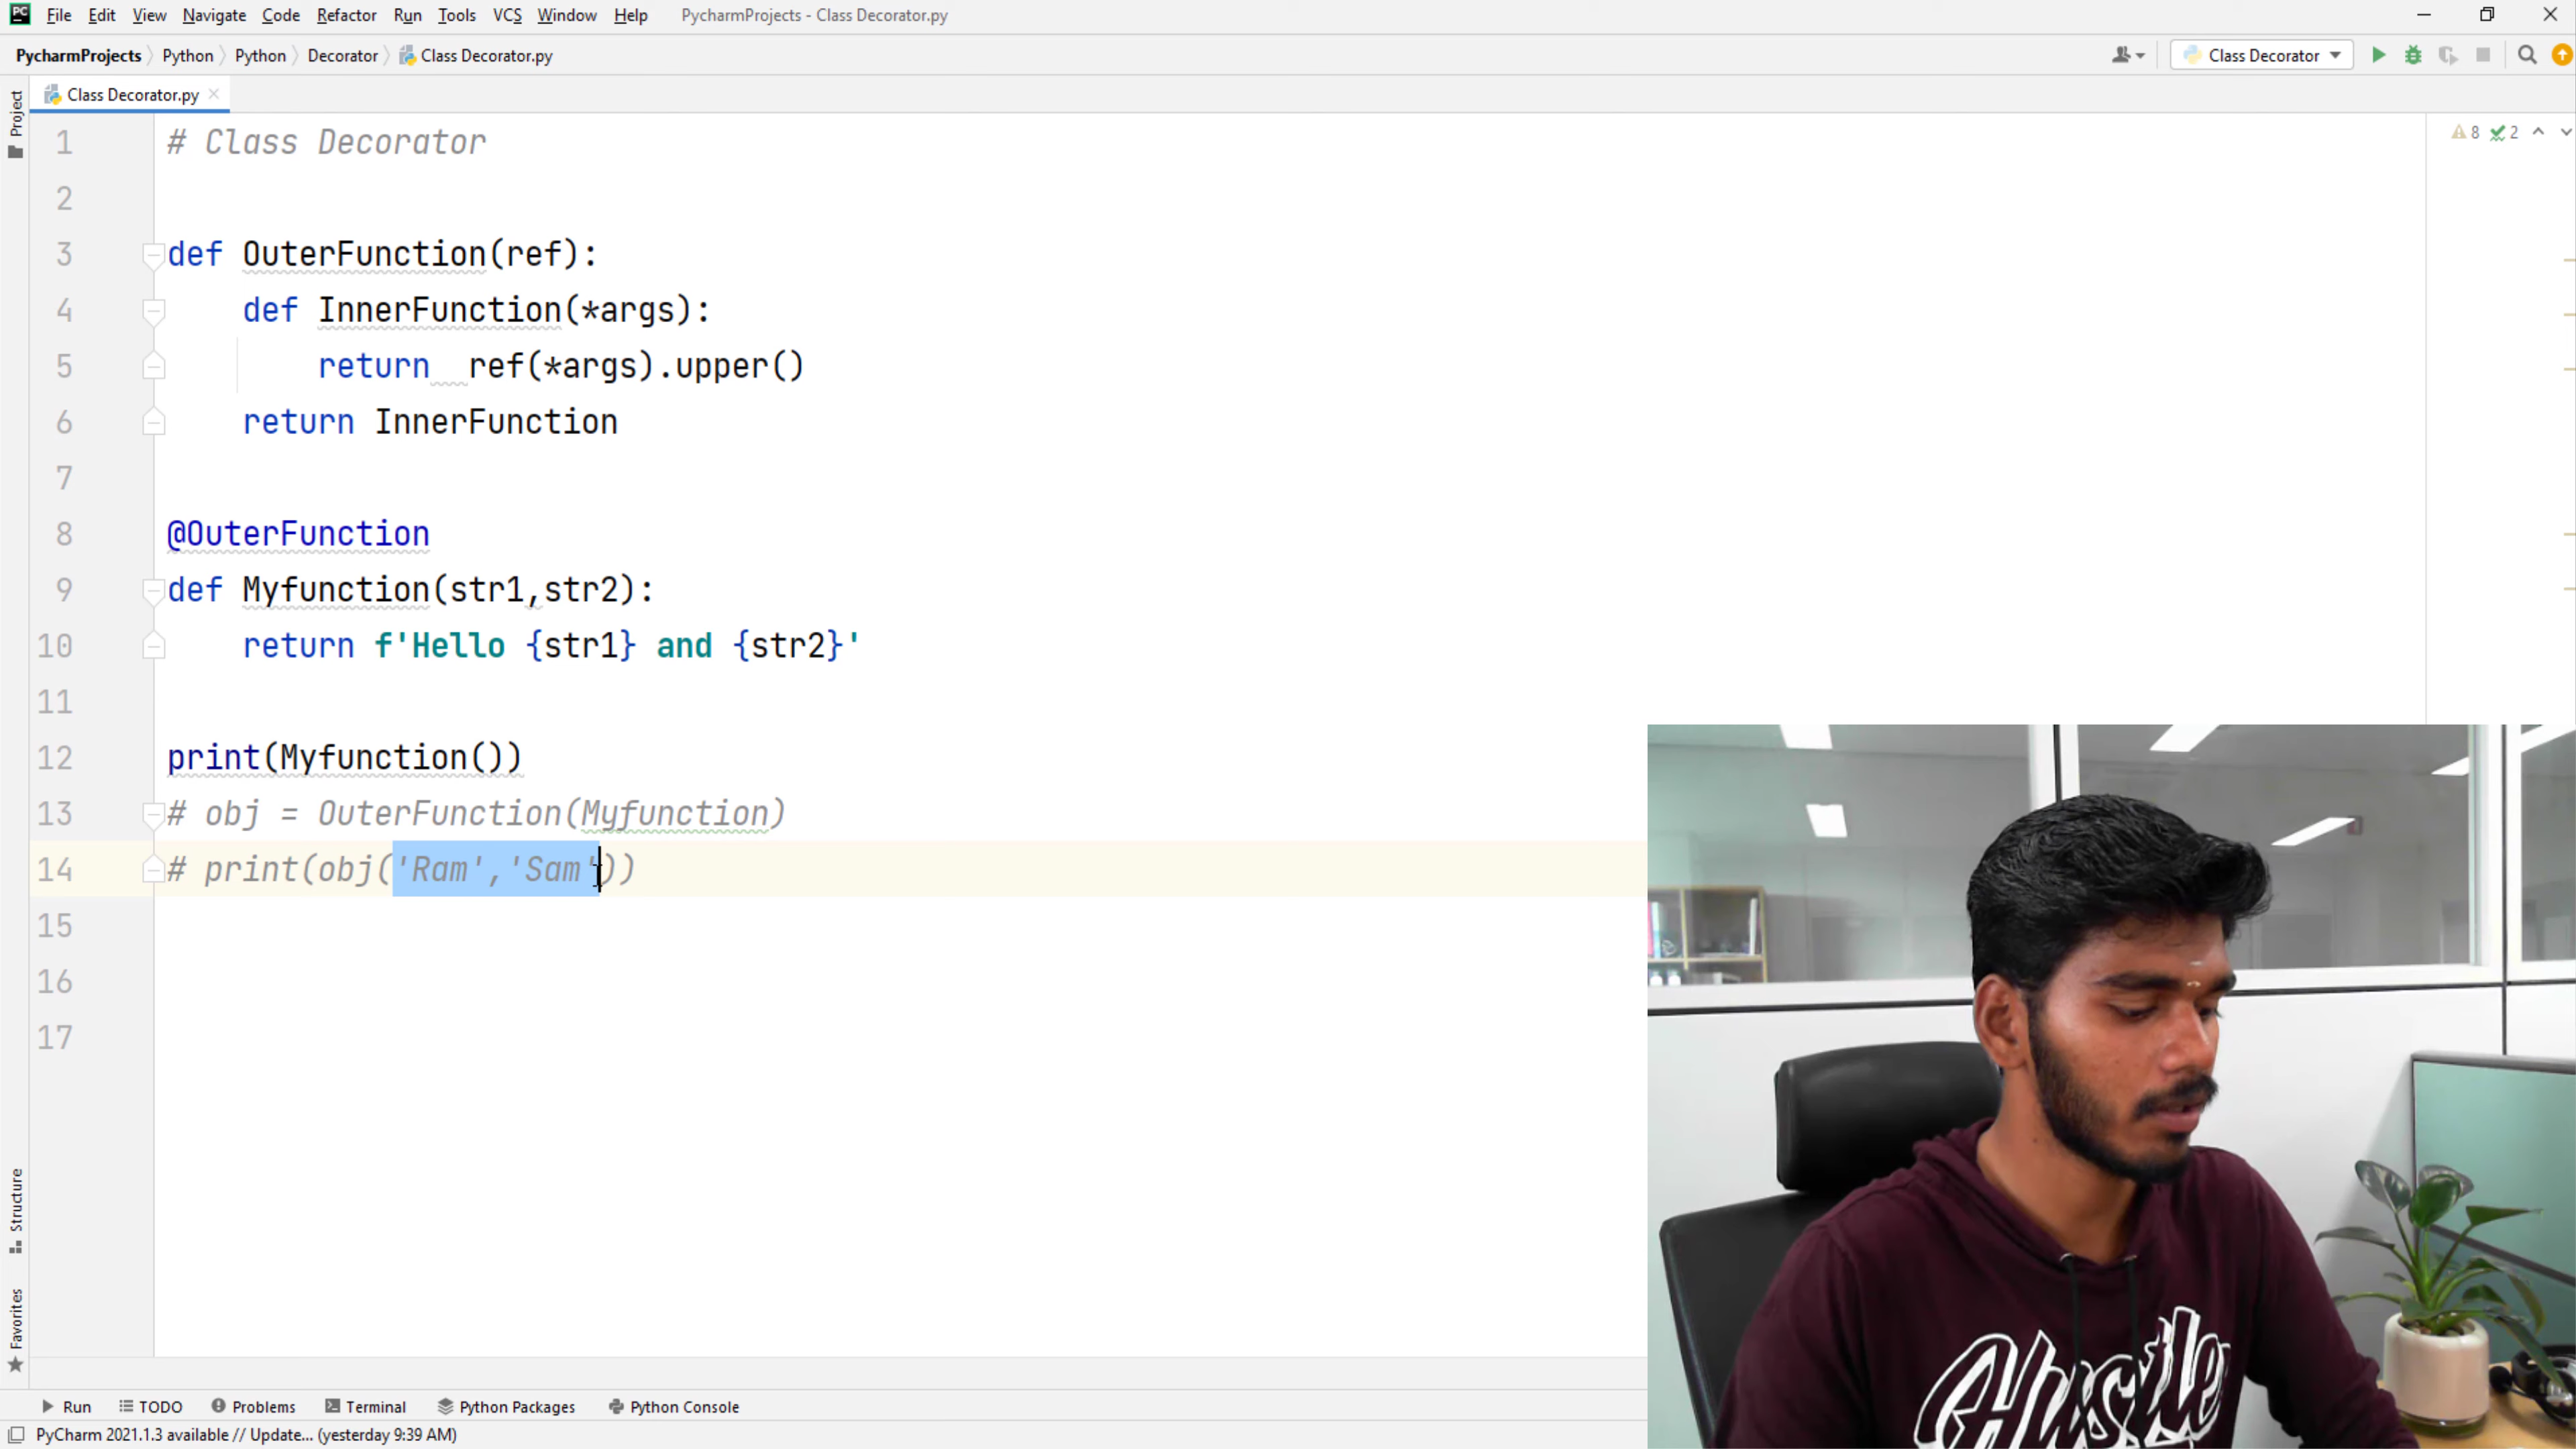 PC File Edit View Navigate Code Refactor Run Tools VCS Window Help PycharmProjects - Class Decorator.py
PycharmProjects Python Python Decorator Class Decorator.py Class Decorator
Project
Class Decorator.py
8 2
1 # Class Decorator
2
3 def OuterFunction(ref):
4 def InnerFunction(*args):
5 return  ref(*args).upper()
6 return InnerFunction
7
8 @OuterFunction
9 def Myfunction(str1,str2):
10 return f'Hello {str1} and {str2}'
11
12 print(Myfunction())
13 # obj = OuterFunction(Myfunction)
14 # print(obj('Ram','Sam'))
15
16
17
Structure
Favorites
Hustle
Run TODO Problems Terminal Python Packages Python Console
PyCharm 2021.1.3 available // Update... (yesterday 9:39 AM)